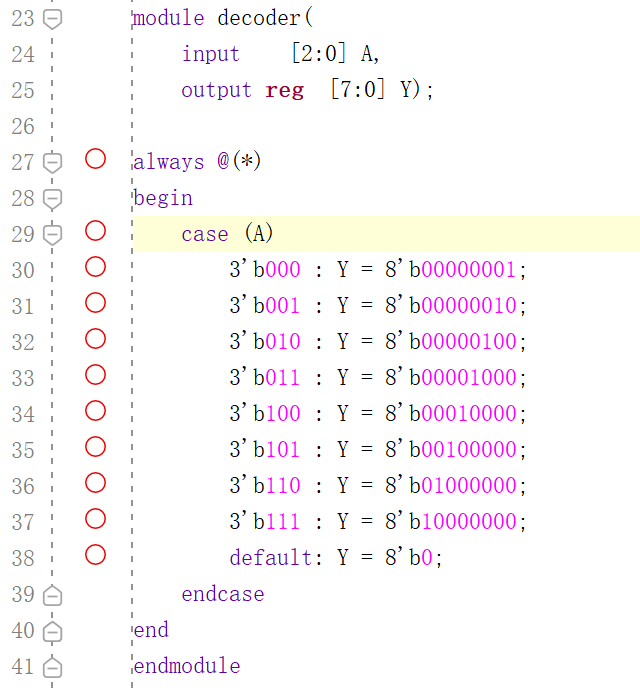 23 module decoder(
24     input    [2:0] A,
25     output reg  [7:0] Y);
26
27 always @(*)
28 begin
29     case (A)
30         3'b000 : Y = 8'b00000001;
31         3'b001 : Y = 8'b00000010;
32         3'b010 : Y = 8'b00000100;
33         3'b011 : Y = 8'b00001000;
34         3'b100 : Y = 8'b00010000;
35         3'b101 : Y = 8'b00100000;
36         3'b110 : Y = 8'b01000000;
37         3'b111 : Y = 8'b10000000;
38         default: Y = 8'b0;
39     endcase
40 end
41 endmodule